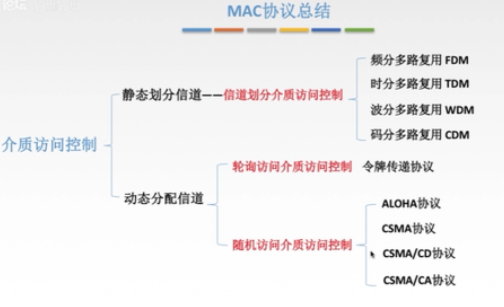 论坛
MAC协议总结
介质访问控制
静态划分信道——信道划分介质访问控制
频分多路复用 FDM
时分多路复用 TDM
波分多路复用 WDM
码分多路复用 CDM
动态分配信道
轮询访问介质访问控制 令牌传递协议
随机访问介质访问控制
ALOHA协议
CSMA协议
CSMA/CD协议
CSMA/CA协议